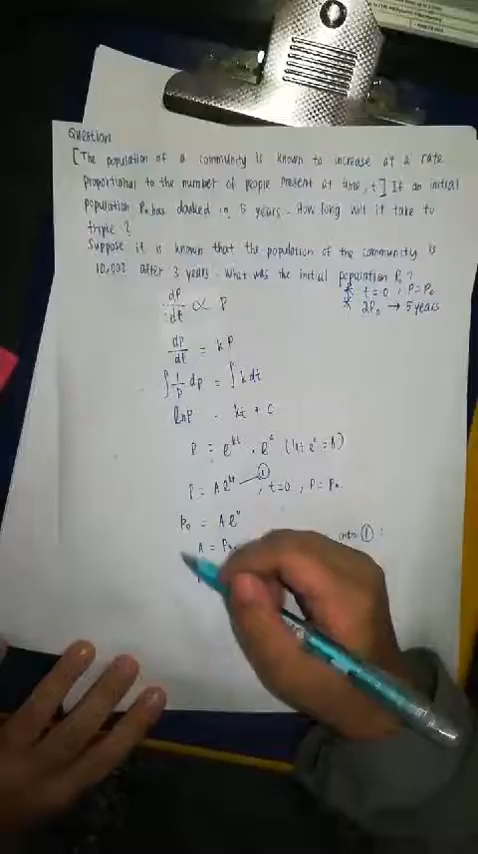 Question
[The population of a community is known to increase at a rate
proportional to the number of people present at time, t] If an initial
population P₀ has doubled in 5 years. How long will it take to
triple ?
Suppose it is known that the population of the community is
after 3 years. What was the initial population P₀ ?
* t=0, P=P₀
* 2P₀ → 5 years
dP/dt ∝ P
dP/dt = kP
∫ 1/P dP = ∫ k dt
ln P = kt + C
P = e^kt . e^c (let e^c = A)
P = A e^kt — ① , t=0 , P = P₀
P₀ = A e⁰
A = P₀ into ① :